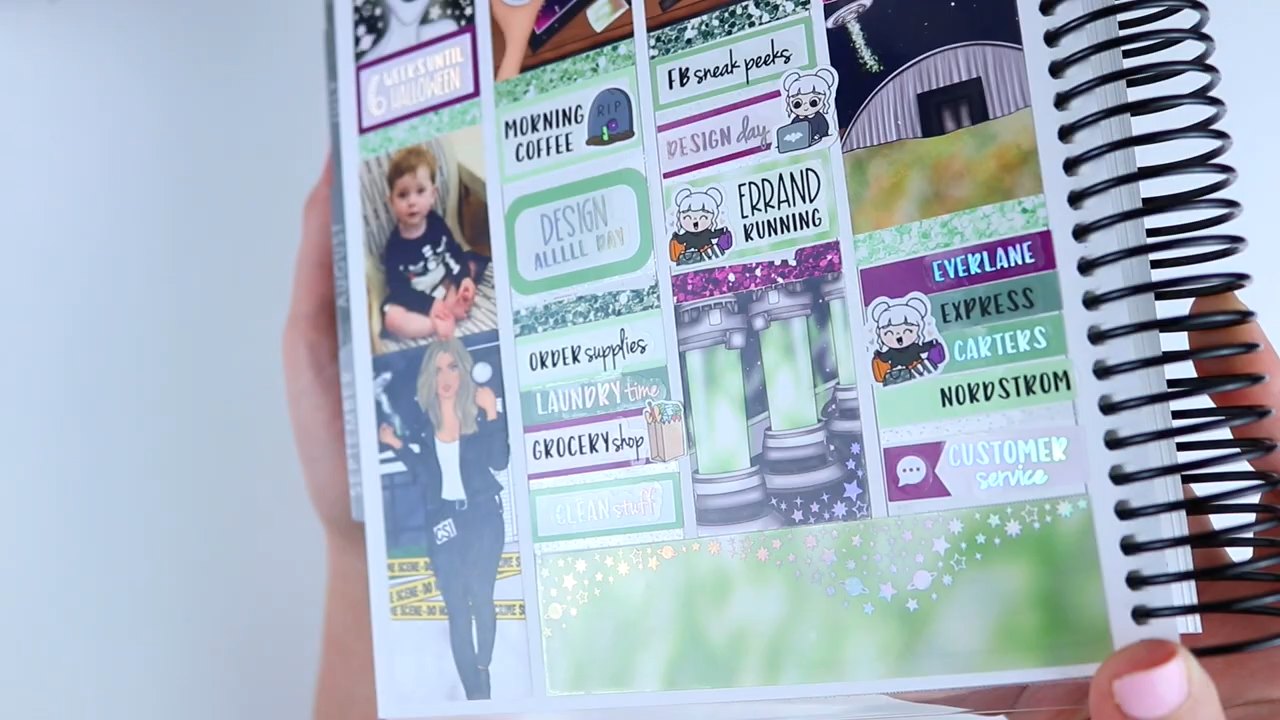 6 WEEKS UNTIL
HALLOWEEN
CSI
MORNING
COFFEE
RIP
DESIGN
ALLLLL DAY
ORDER supplies
LAUNDRY time
GROCERY shop
CLEAN stuff
FB sneak peeks
DESIGN day
ERRAND
RUNNING
EVERLANE
EXPRESS
CARTERS
NORDSTROM
CUSTOMER
service
AUGUST